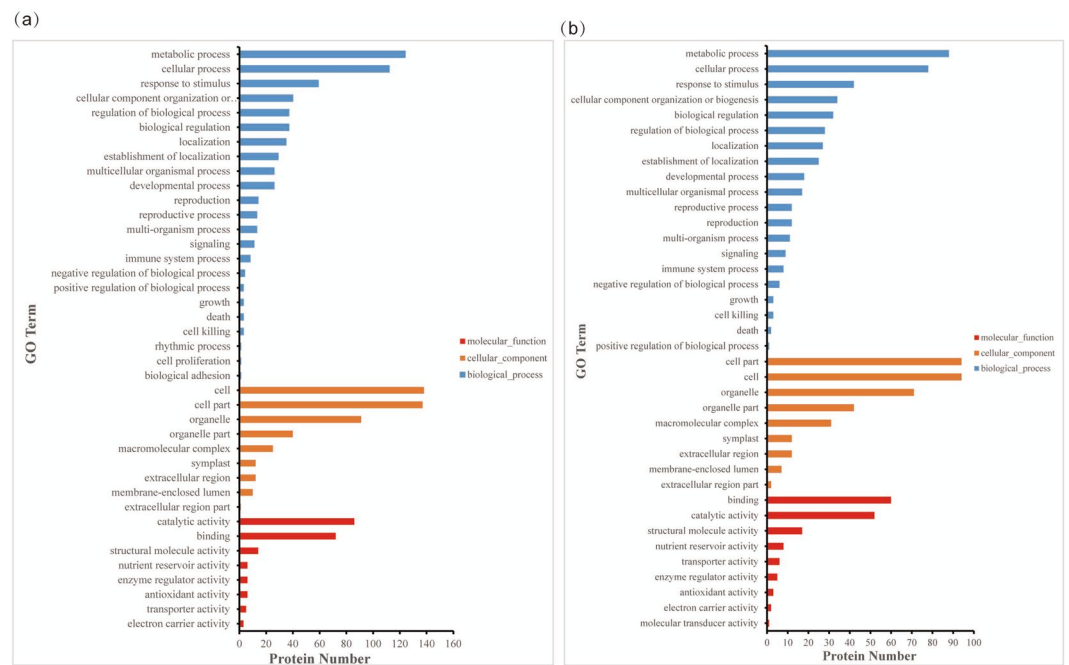 (a)
metabolic process
cellular process
response to stimulus
cellular component organization or..
regulation of biological process
biological regulation
localization
establishment of localization
multicellular organismal process
developmental process
reproduction
reproductive process
multi-organism process
signaling
immune system process
negative regulation of biological process
positive regulation of biological process
growth
death
cell killing
rhythmic process
cell proliferation
biological adhesion
cell
cell part
organelle
organelle part
macromolecular complex
symplast
extracellular region
membrane-enclosed lumen
extracellular region part
catalytic activity
binding
structural molecule activity
nutrient reservoir activity
enzyme regulator activity
antioxidant activity
transporter activity
electron carrier activity
GO Term
molecular_function
cellular_component
biological_process
0 20 40 60 80 100 120 140 160
Protein Number
(b)
metabolic process
cellular process
response to stimulus
cellular component organization or biogenesis
biological regulation
regulation of biological process
localization
establishment of localization
developmental process
multicellular organismal process
reproductive process
reproduction
multi-organism process
signaling
immune system process
negative regulation of biological process
growth
cell killing
death
positive regulation of biological process
cell part
cell
organelle
organelle part
macromolecular complex
symplast
extracellular region
membrane-enclosed lumen
extracellular region part
binding
catalytic activity
structural molecule activity
nutrient reservoir activity
transporter activity
enzyme regulator activity
antioxidant activity
electron carrier activity
molecular transducer activity
GO Term
molecular_function
cellular_component
biological_process
0 10 20 30 40 50 60 70 80 90 100
Protein Number